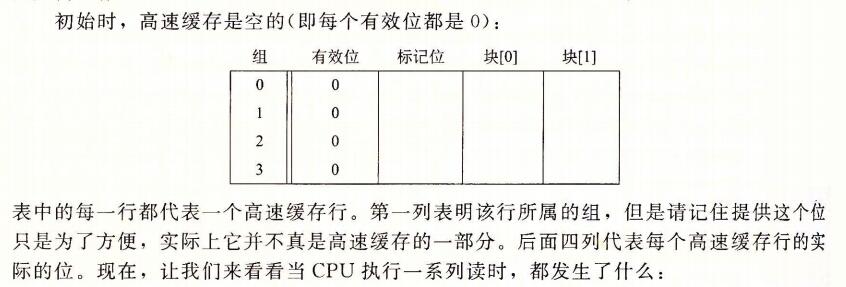 初始时，高速缓存是空的(即每个有效位都是 0)：
组 有效位 标记位 块[0] 块[1]
0 0
1 0
2 0
3 0
表中的每一行都代表一个高速缓存行。第一列表明该行所属的组，但是请记住提供这个位
只是为了方便，实际上它并不真是高速缓存的一部分。后面四列代表每个高速缓存行的实
际的位。现在，让我们来看看当 CPU 执行一系列读时，都发生了什么：